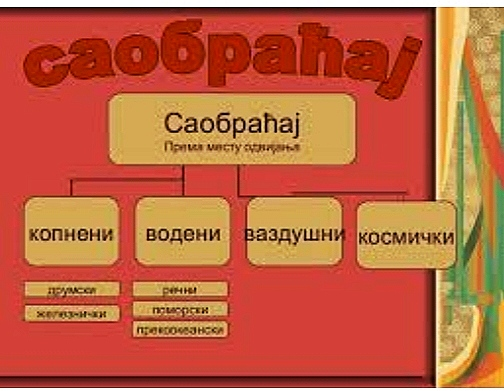 саобраћај
Саобраћај
Према месту одвијања
копнени
водени
ваздушни
космички
друмски
железнички
речни
поморски
прекоокеански